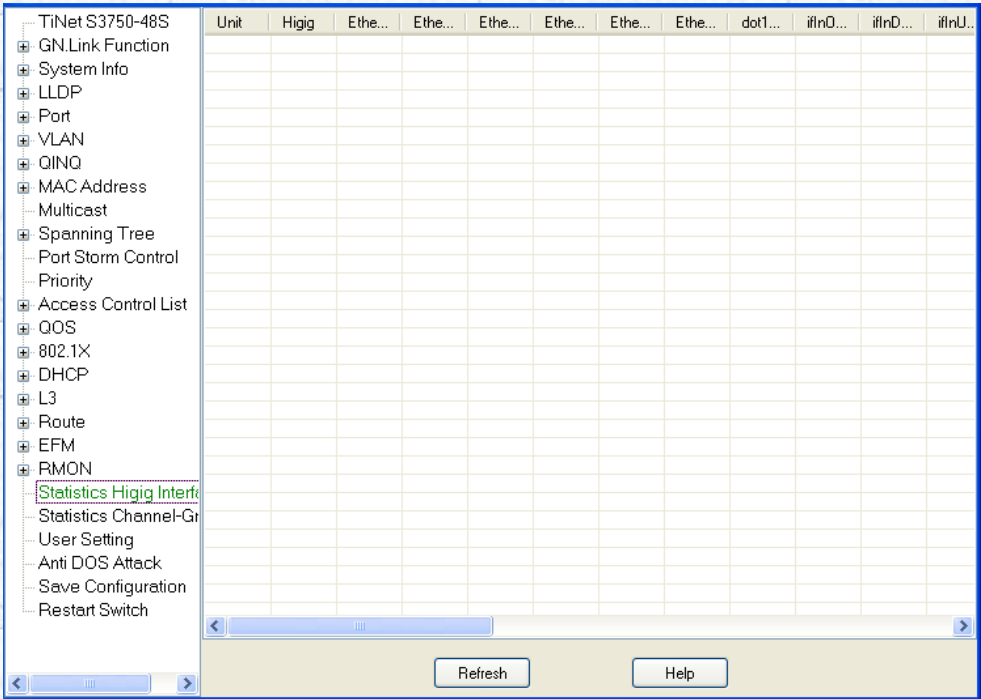 TiNet S3750-48S
GN.Link Function
System Info
LLDP
Port
VLAN
QINQ
MAC Address
Multicast
Spanning Tree
Port Storm Control
Priority
Access Control List
QOS
802.1X
DHCP
L3
Route
EFM
RMON
Statistics Higig Interfa
Statistics Channel-Gr
User Setting
Anti DOS Attack
Save Configuration
Restart Switch
Unit Higig Ethe... Ethe... Ethe... Ethe... Ethe... Ethe... dot1... ifInO... ifInD... ifInU...
Refresh Help